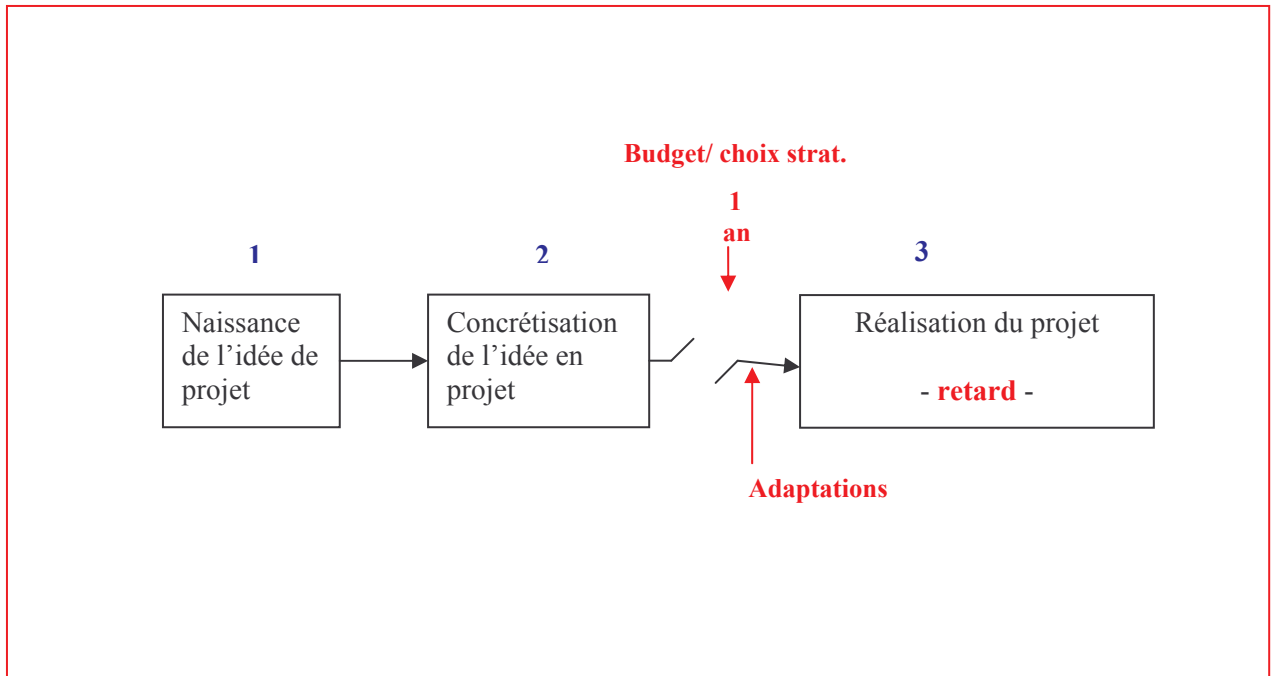 Budget/ choix strat.
1
an
1
2
3
Naissance
de l’idée de
projet
Concrétisation
de l’idée en
projet
Réalisation du projet
- retard -
Adaptations